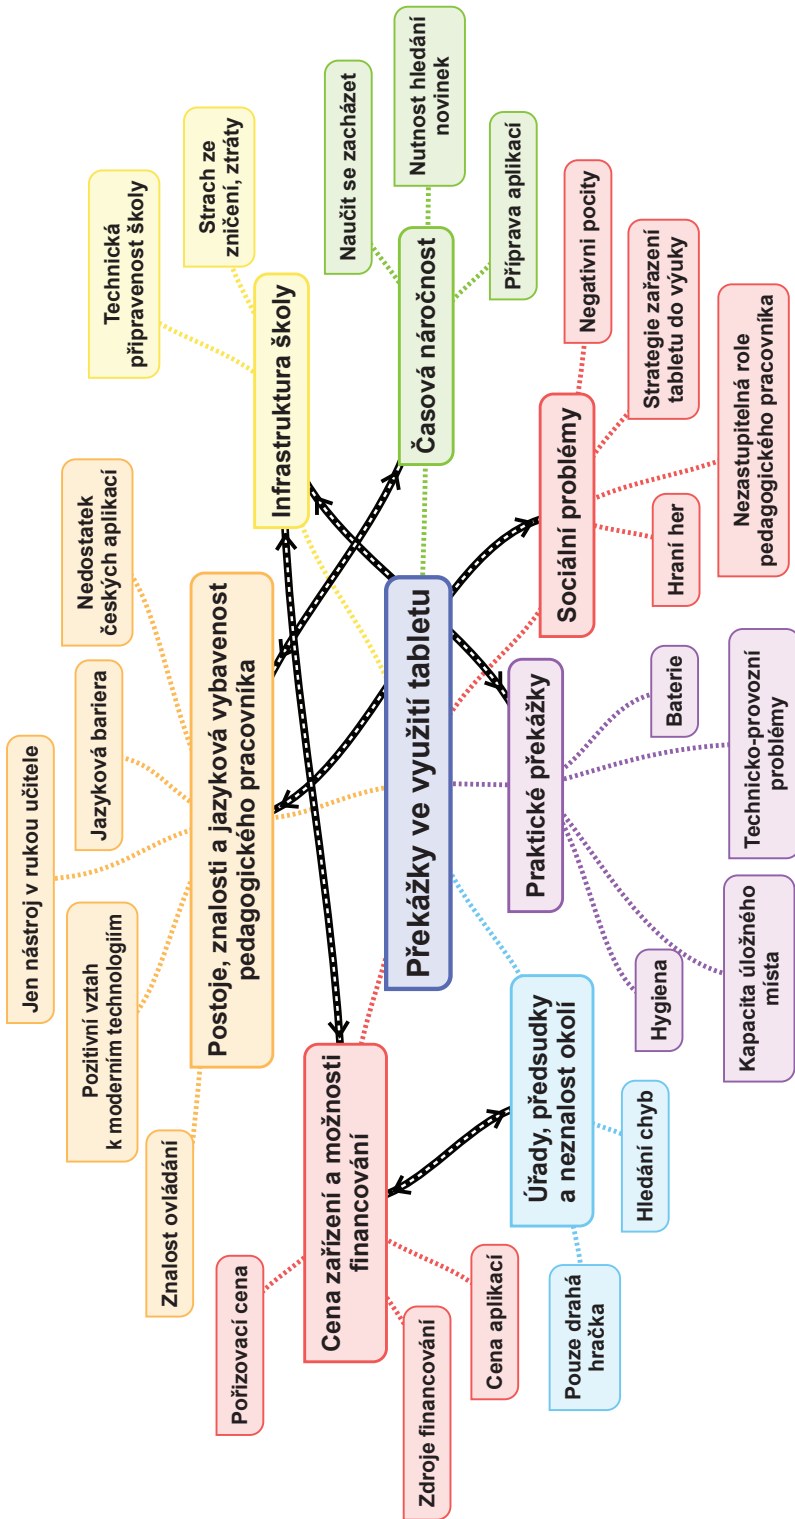 Jen nástroj v rukou učitele
Pozitivní vztah
k moderním technologiim
Jazyková bariera
Nedostatek
českých aplikací
Technická
připravenost školy
Znalost ovládání
Postoje, znalosti a jazyková vybavenost
pedagogického pracovníka
Strach ze
zničení, ztráty
Pořizovací cena
Infrastruktura školy
Cena zařízení a možnosti
financování
Naučit se zacházet
Překážky ve využití tabletu
Časová náročnost
Nutnost hledání
novinek
Zdroje financování
Cena aplikací
Příprava aplikací
Úřady, předsudky
a neznalost okolí
Praktické překážky
Sociální problémy
Negativni pocity
Pouze drahá
hračka
Hledání chyb
Hygiena
Baterie
Hraní her
Strategie zařazení
tabletu do výuky
Kapacita úložného
místa
Technicko-provozní
problémy
Nezastupitelná role
pedagogického pracovníka